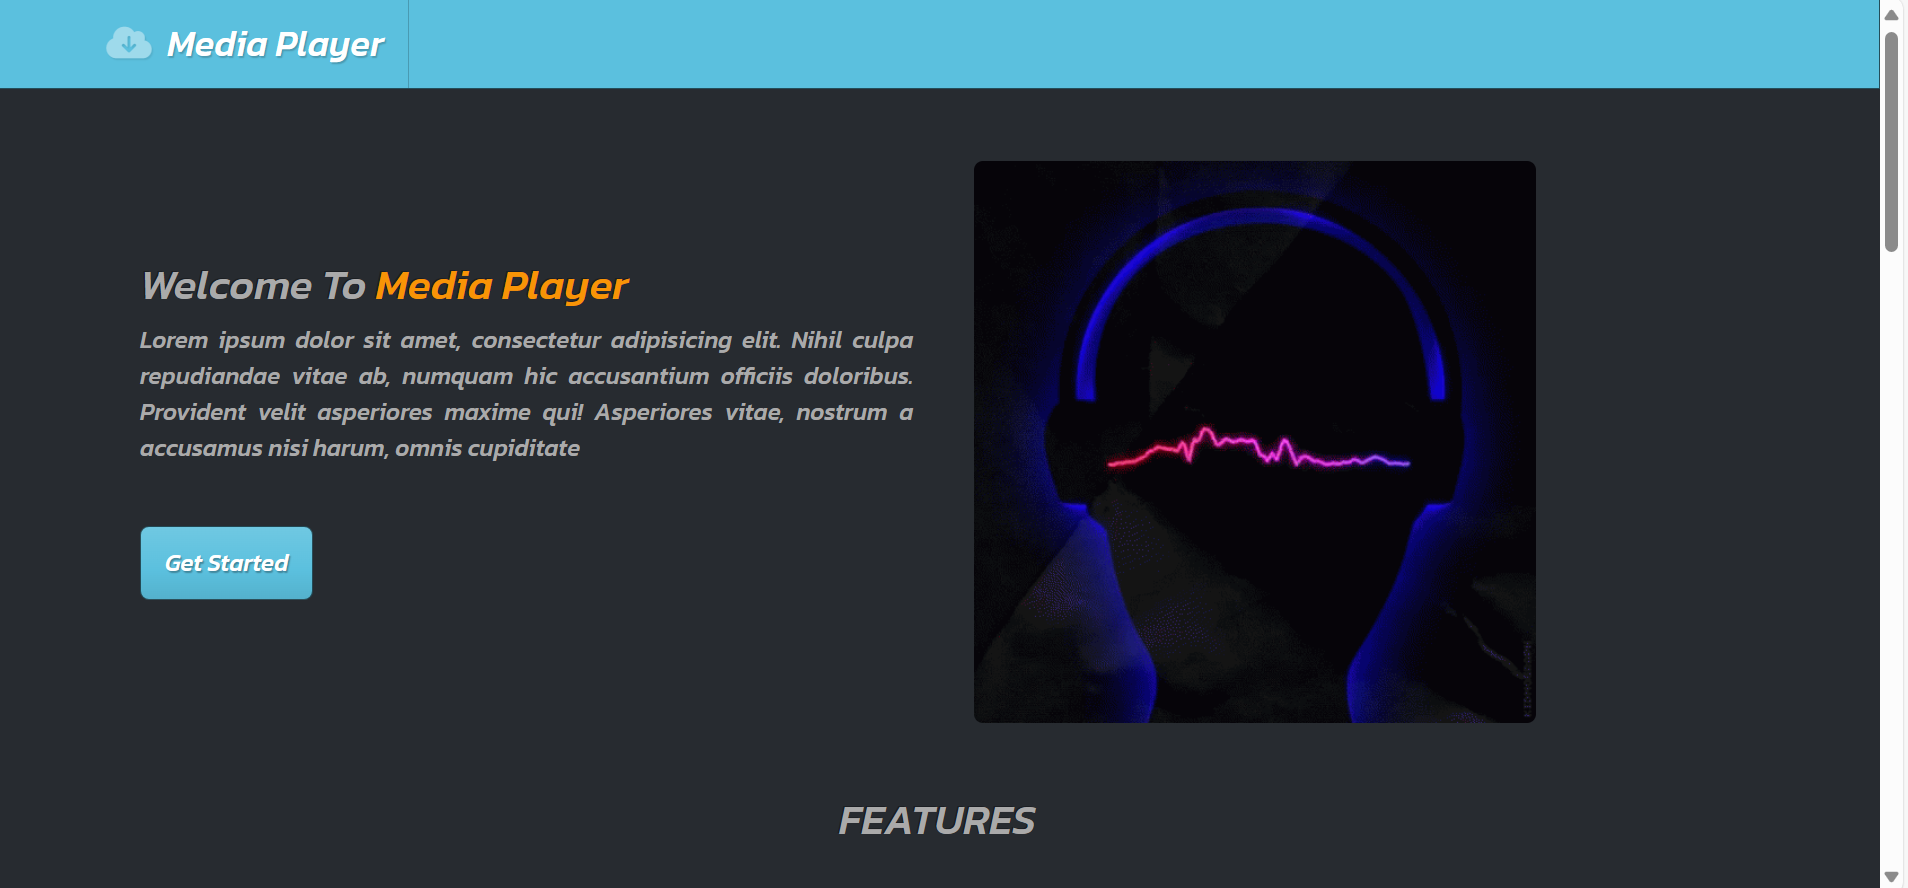 Media Player
Welcome To Media Player
Lorem ipsum dolor sit amet, consectetur adipisicing elit. Nihil culpa
repudiandae vitae ab, numquam hic accusantium officiis doloribus.
Provident velit asperiores maxime qui! Asperiores vitae, nostrum a
accusamus nisi harum, omnis cupiditate
Get Started
FEATURES